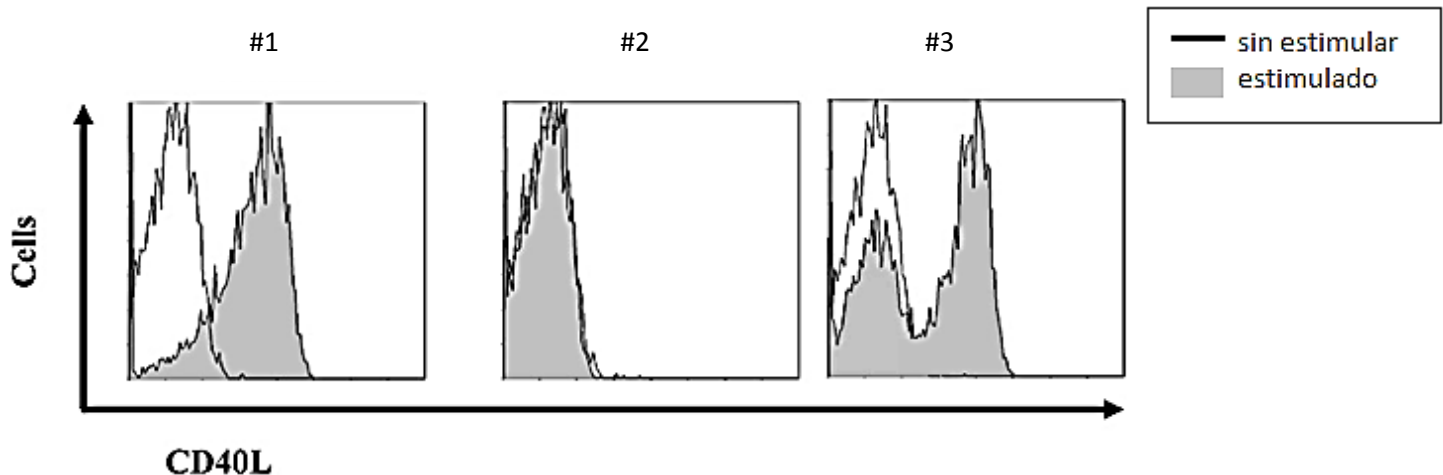 #1
#2
#3
sin estimular
estimulado
Cells
CD40L